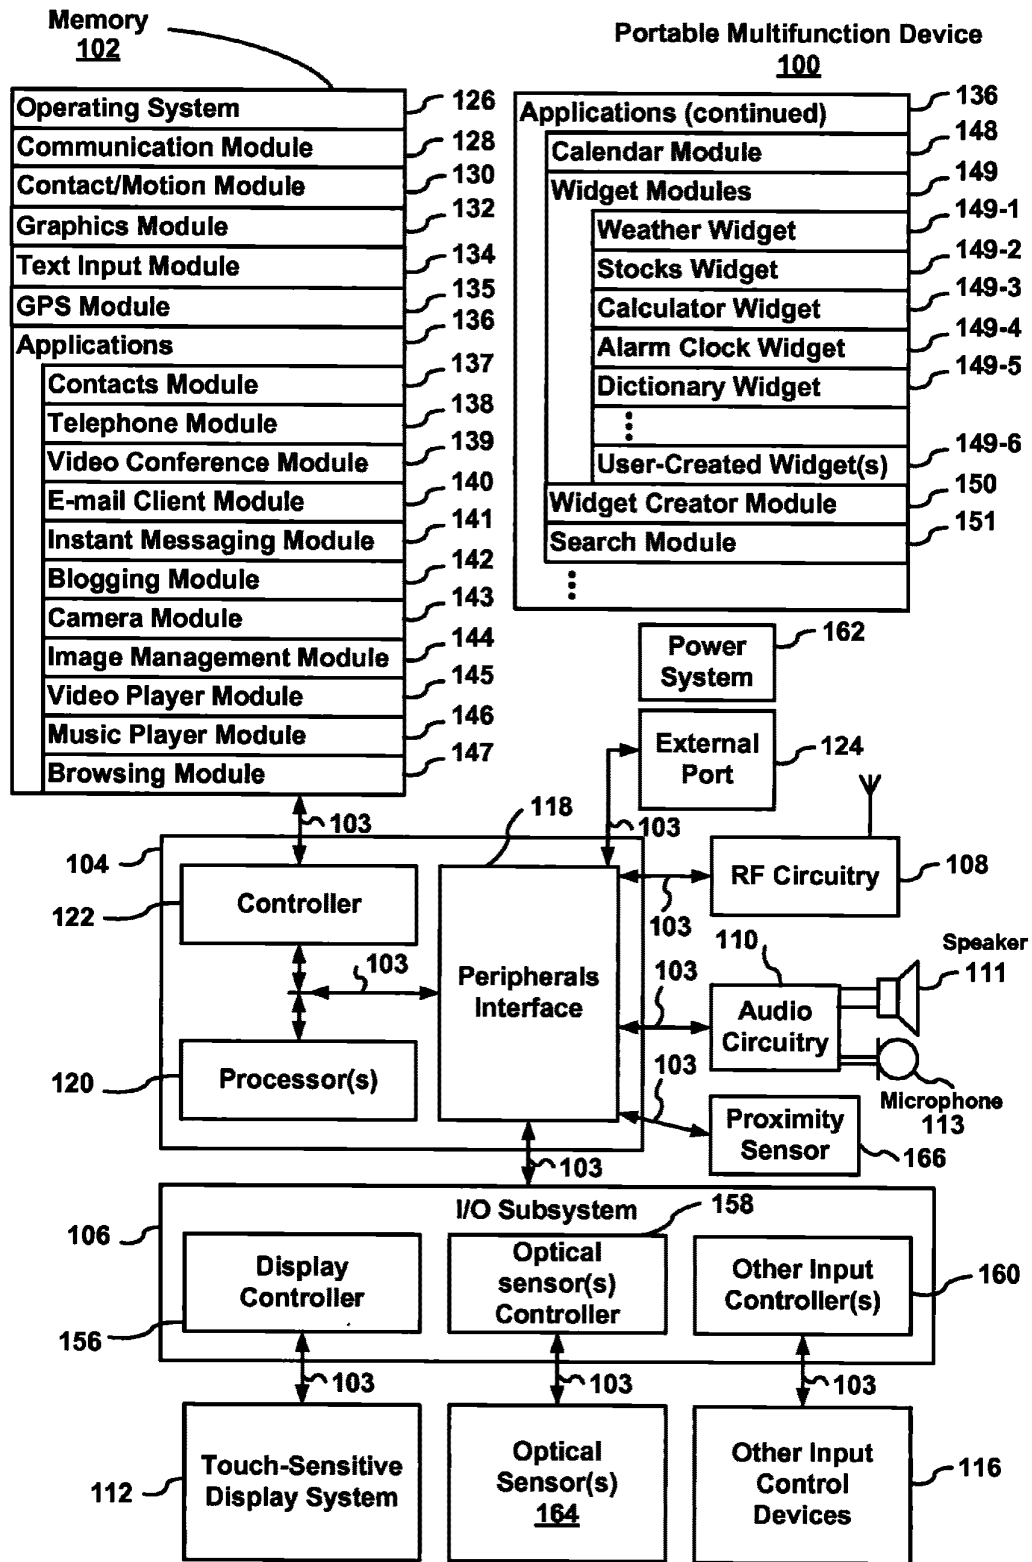 Memory
102
Operating System
126
Communication Module
128
Contact/Motion Module
130
Graphics Module
132
Text Input Module
134
GPS Module
135
Applications
136
Contacts Module
137
Telephone Module
138
Video Conference Module
139
E-mail Client Module
140
Instant Messaging Module
141
Blogging Module
142
Camera Module
143
Image Management Module
144
Video Player Module
145
Music Player Module
146
Browsing Module
147
Portable Multifunction Device
100
Applications (continued)
136
Calendar Module
148
Widget Modules
149
Weather Widget
149-1
Stocks Widget
149-2
Calculator Widget
149-3
Alarm Clock Widget
149-4
Dictionary Widget
149-5
User-Created Widget(s)
149-6
Widget Creator Module
150
Search Module
151
Power
System
162
External
Port
124
103
118
103
104
Controller
122
103
Peripherals
Interface
Processor(s)
120
103
RF Circuitry
108
103
Audio
Circuitry
110
Speaker
111
Microphone
113
103
Proximity
Sensor
166
103
I/O Subsystem
106
Display
Controller
156
Optical
sensor(s)
Controller
158
Other Input
Controller(s)
160
103
103
103
Touch-Sensitive
Display System
112
Optical
Sensor(s)
164
Other Input
Control
Devices
116